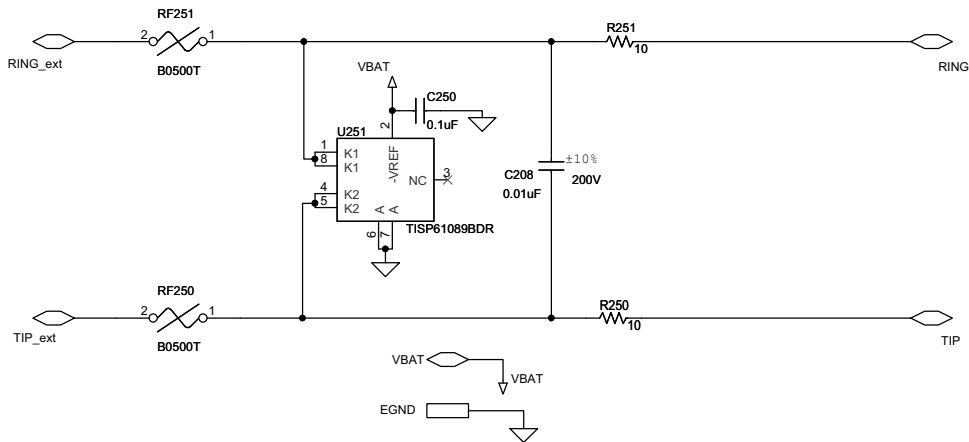 RF251
2
1
RING_ext
B0500T
R251
10
RING
VBAT
C250
0.1uF
2
U251
1
K1
8
K1
-VREF
NC
3
4
K2
5
K2
A
A
6
7
TISP61089BDR
±10%
C208
200V
0.01uF
RF250
2
1
TIP_ext
B0500T
R250
10
TIP
VBAT
VBAT
EGND